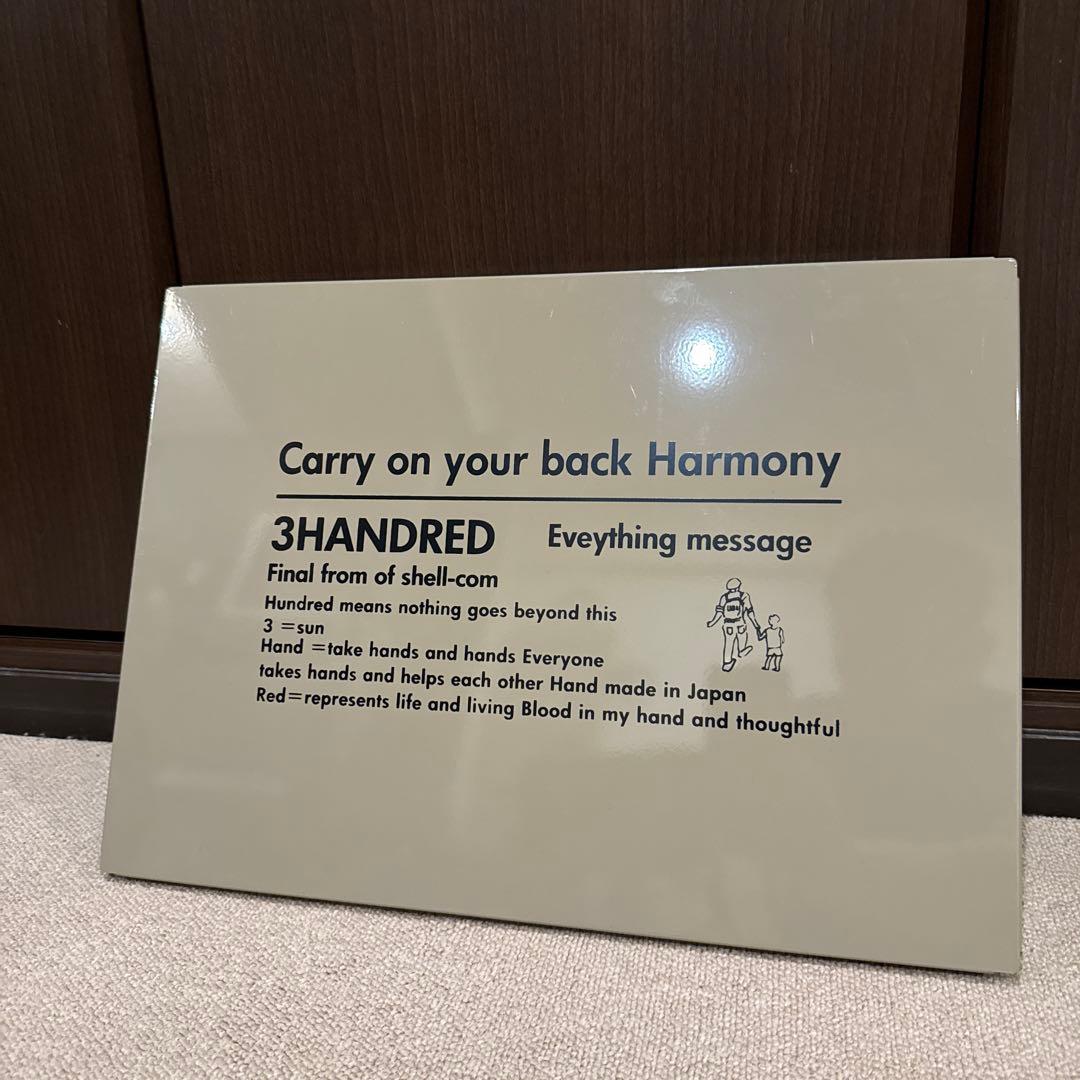 Carry on your back Harmony
3HANDRED
Eveything message
Final from of shell-com
Hundred means nothing goes beyond this
3 =sun
Hand =take hands and hands Everyone
takes hands and helps each other Hand made in Japan
Red=represents life and living Blood in my hand and thoughtful